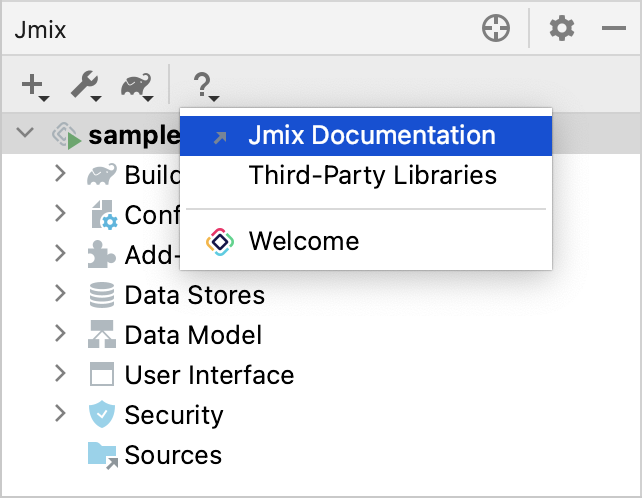 Jmix
?
sample
Jmix Documentation
Build
Third-Party Libraries
Conf
Add-
Welcome
Data Stores
Data Model
User Interface
Security
Sources